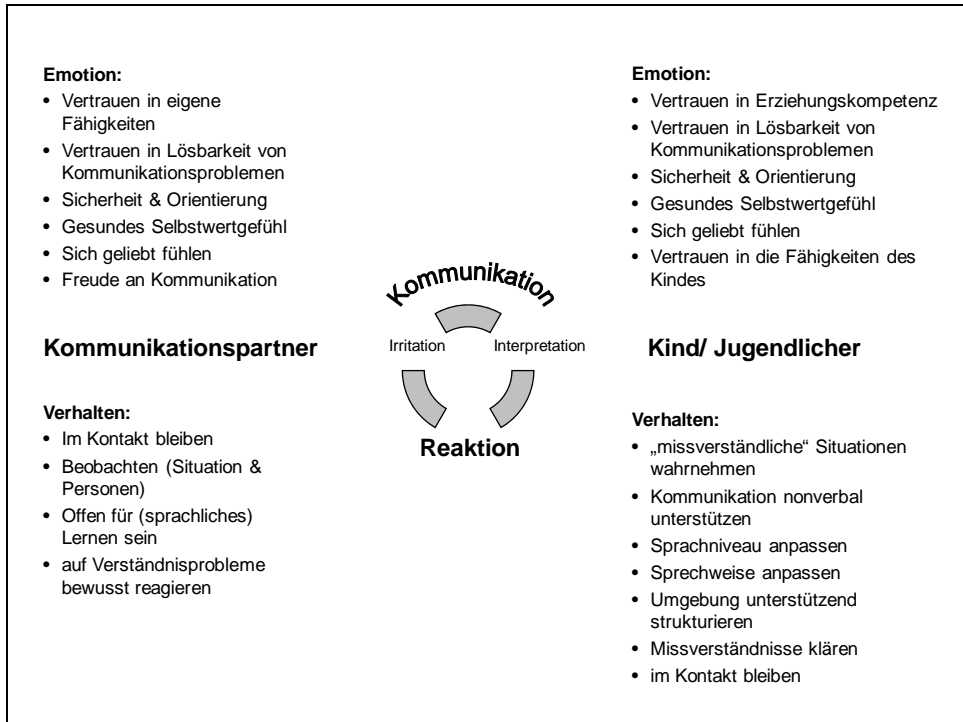 Emotion:
• Vertrauen in eigene
Fähigkeiten
• Vertrauen in Lösbarkeit von
Kommunikationsproblemen
• Sicherheit & Orientierung
• Gesundes Selbstwertgefühl
• Sich geliebt fühlen
• Freude an Kommunikation
Kommunikationspartner
Verhalten:
• Im Kontakt bleiben
• Beobachten (Situation &
Personen)
• Offen für (sprachliches)
Lernen sein
• auf Verständnisprobleme
bewusst reagieren
Kommunikation
Irritation
Interpretation
Reaktion
Emotion:
• Vertrauen in Erziehungskompetenz
• Vertrauen in Lösbarkeit von
Kommunikationsproblemen
• Sicherheit & Orientierung
• Gesundes Selbstwertgefühl
• Sich geliebt fühlen
• Vertrauen in die Fähigkeiten des
Kindes
Kind/ Jugendlicher
Verhalten:
• „missverständliche“ Situationen
wahrnehmen
• Kommunikation nonverbal
unterstützen
• Sprachniveau anpassen
• Sprechweise anpassen
• Umgebung unterstützend
strukturieren
• Missverständnisse klären
• im Kontakt bleiben